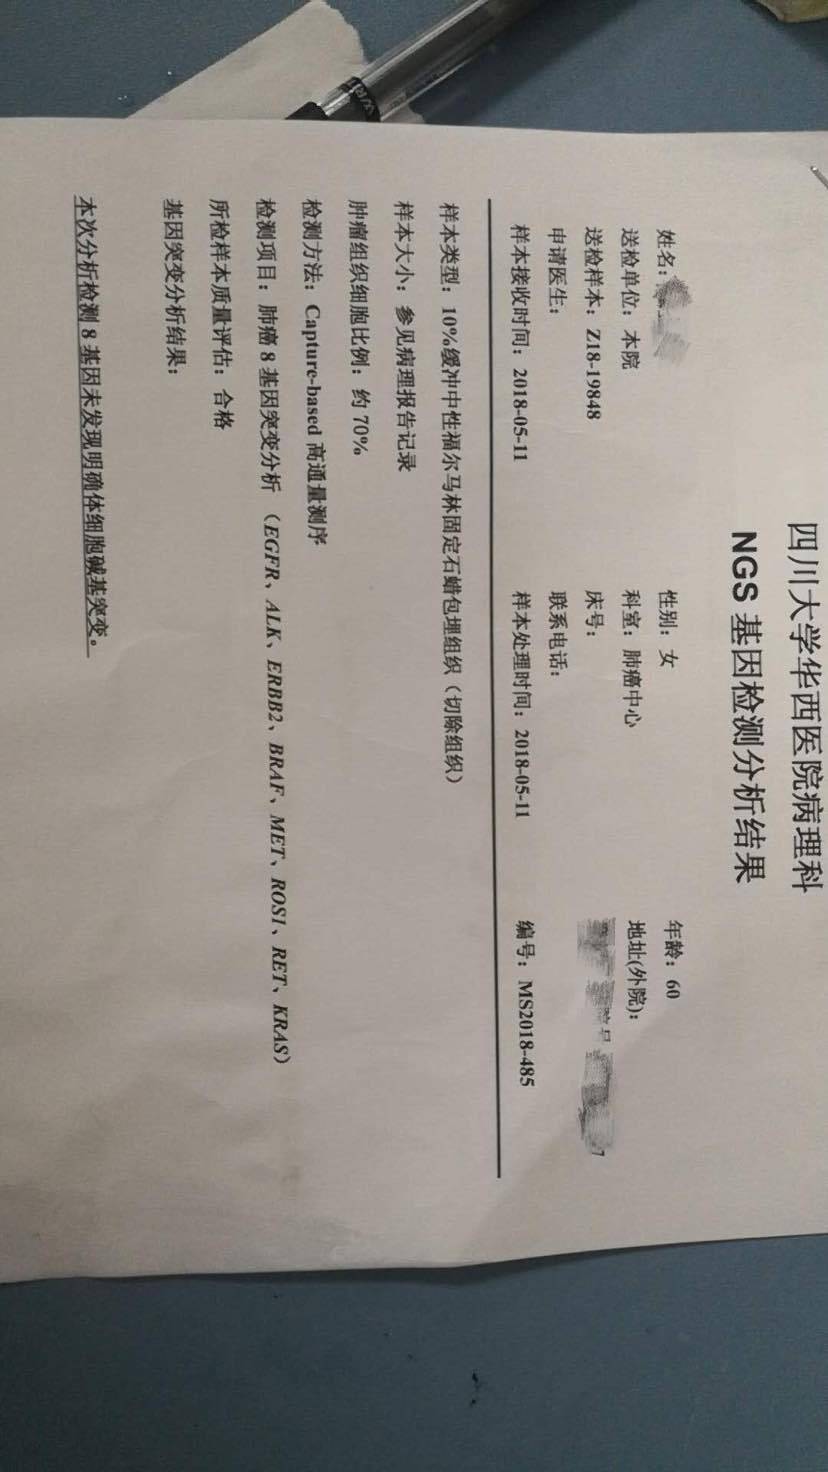 四川大学华西医院病理科
NGS 基因检测分析结果
姓名： 性别：女 年龄：60
送检单位：本院 科室：肺癌中心 地址(外院)：
送检样本：Z18-19848 床号：
申请医生： 联系电话：
样本接收时间：2018-05-11 样本处理时间：2018-05-11 编号：MS2018-485
样本类型：10%缓冲中性福尔马林固定石蜡包埋组织（切除组织）
样本大小：参见病理报告记录
肿瘤组织细胞比例：约 70%
检测方法：Capture-based 高通量测序
检测项目：肺癌 8 基因突变分析（EGFR、ALK、ERBB2、BRAF、MET、ROS1、RET、KRAS）
所检样本质量评估：合格
基因突变分析结果：
本次分析检测 8 基因未发现明确体细胞碱基突变。